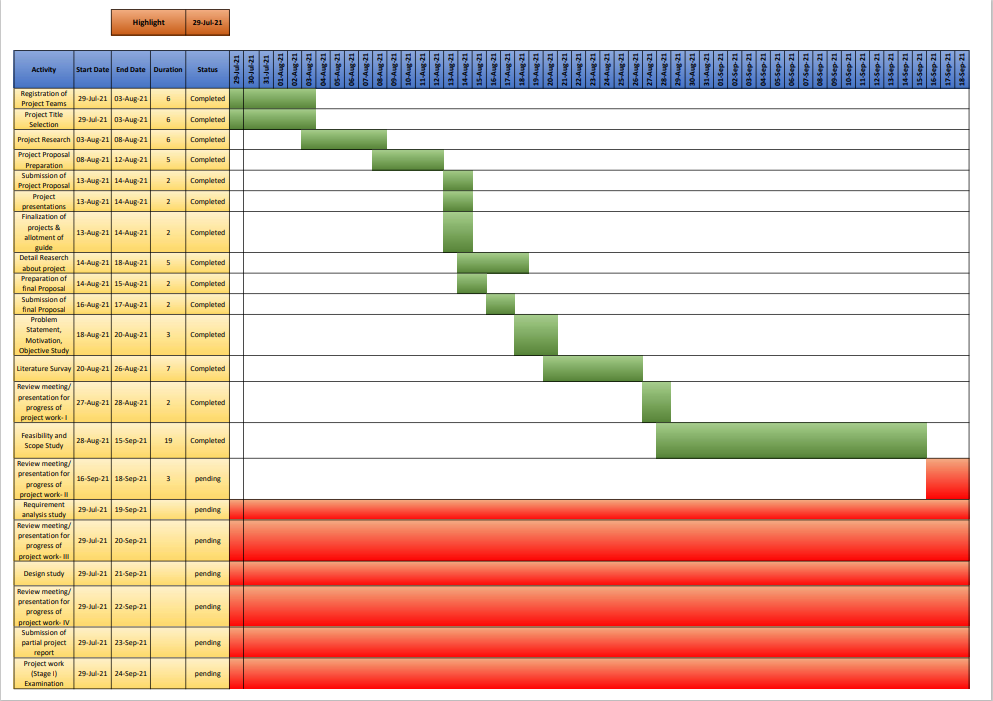 Highlight 29-Jul-21
Activity Start Date End Date Duration Status 29-Jul-21 30-Jul-21 31-Jul-21 01-Aug-21 02-Aug-21 03-Aug-21 04-Aug-21 05-Aug-21 06-Aug-21 07-Aug-21 08-Aug-21 09-Aug-21 10-Aug-21 11-Aug-21 12-Aug-21 13-Aug-21 14-Aug-21 15-Aug-21 16-Aug-21 17-Aug-21 18-Aug-21 19-Aug-21 20-Aug-21 21-Aug-21 22-Aug-21 23-Aug-21 24-Aug-21 25-Aug-21 26-Aug-21 27-Aug-21 28-Aug-21 29-Aug-21 30-Aug-21 31-Aug-21 01-Sep-21 02-Sep-21 03-Sep-21 04-Sep-21 05-Sep-21 06-Sep-21 07-Sep-21 08-Sep-21 09-Sep-21 10-Sep-21 11-Sep-21 12-Sep-21 13-Sep-21 14-Sep-21 15-Sep-21 16-Sep-21 17-Sep-21 18-Sep-21
Registration of
Project Teams 29-Jul-21 03-Aug-21 6 Completed
Project Title
Selection 29-Jul-21 03-Aug-21 6 Completed
Project Research 03-Aug-21 08-Aug-21 6 Completed
Project Proposal
Preparation 08-Aug-21 12-Aug-21 5 Completed
Submission of
Project Proposal 13-Aug-21 14-Aug-21 2 Completed
Project
presentations 13-Aug-21 14-Aug-21 2 Completed
Finalization of
projects &
allotment of
guide 13-Aug-21 14-Aug-21 2 Completed
Detail Reaserch
about project 14-Aug-21 18-Aug-21 5 Completed
Preparation of
final Proposal 14-Aug-21 15-Aug-21 2 Completed
Submission of
final Proposal 16-Aug-21 17-Aug-21 2 Completed
Problem
Statement,
Motivation,
Objective Study 18-Aug-21 20-Aug-21 3 Completed
Literature Survay 20-Aug-21 26-Aug-21 7 Completed
Review meeting/
presentation for
progress of
project work- I 27-Aug-21 28-Aug-21 2 Completed
Feasibility and
Scope Study 28-Aug-21 15-Sep-21 19 Completed
Review meeting/
presentation for
progress of
project work- II 16-Sep-21 18-Sep-21 3 pending
Requirement
analysis study 29-Jul-21 19-Sep-21 pending
Review meeting/
presentation for
progress of
project work- III 29-Jul-21 20-Sep-21 pending
Design study 29-Jul-21 21-Sep-21 pending
Review meeting/
presentation for
progress of
project work- IV 29-Jul-21 22-Sep-21 pending
Submission of
partial project
report 29-Jul-21 23-Sep-21 pending
Project work
(Stage I)
Examination 29-Jul-21 24-Sep-21 pending